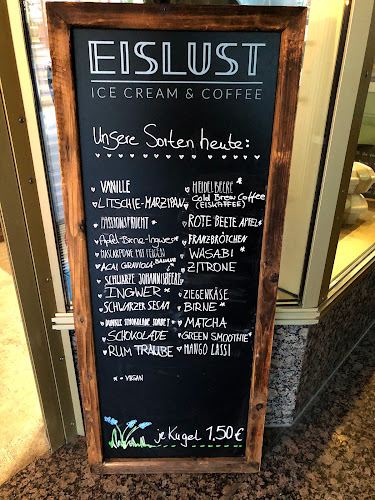 EISLUST
ICE CREAM & COFFEE
Unsere Sorten heute:
VANILLE
LITSCHIE-MARZIPAN
PASSIONSFRUCHT *
Apfel-Birne-Ingwer *
MASCARPONE MIT FEIGEN
ACAI GRAVIOLA BANANE *
SCHWARZE JOHANNISBEERE *
INGWER *
SCHWARZER SESAM
DUNKLE SCHOKOLADE SORBET *
SCHOKOLADE
RUM TRAUBE
HEIDELBEERE *
Cold Brew Coffee
(EISKAFFEE)
ROTE BEETE APFEL *
FRANZBRÖTCHEN
WASABI *
ZITRONE *
ZIEGENKÄSE
BIRNE *
MATCHA
GREEN SMOOTHIE *
MANGO LASSI
* = VEGAN
je Kugel 1,50 €